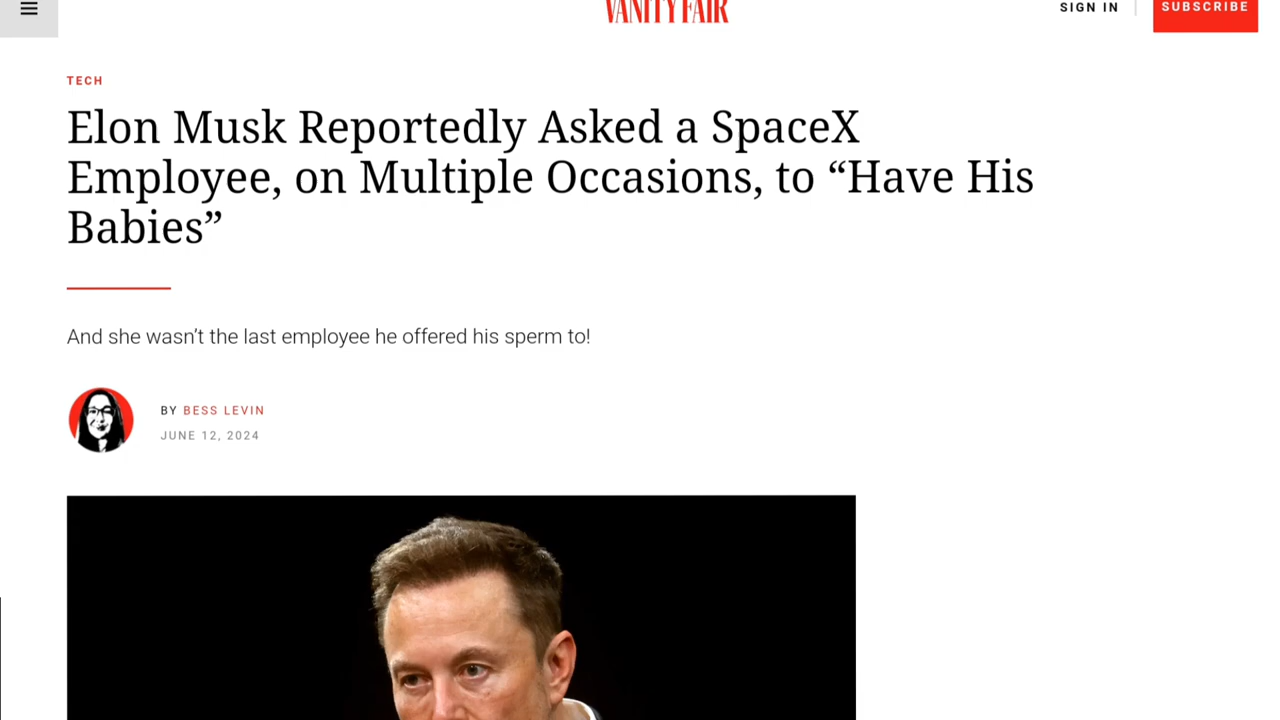 VANITY FAIR
SIGN IN
SUBSCRIBE
TECH
Elon Musk Reportedly Asked a SpaceX
Employee, on Multiple Occasions, to “Have His
Babies”
And she wasn’t the last employee he offered his sperm to!
BY BESS LEVIN
JUNE 12, 2024